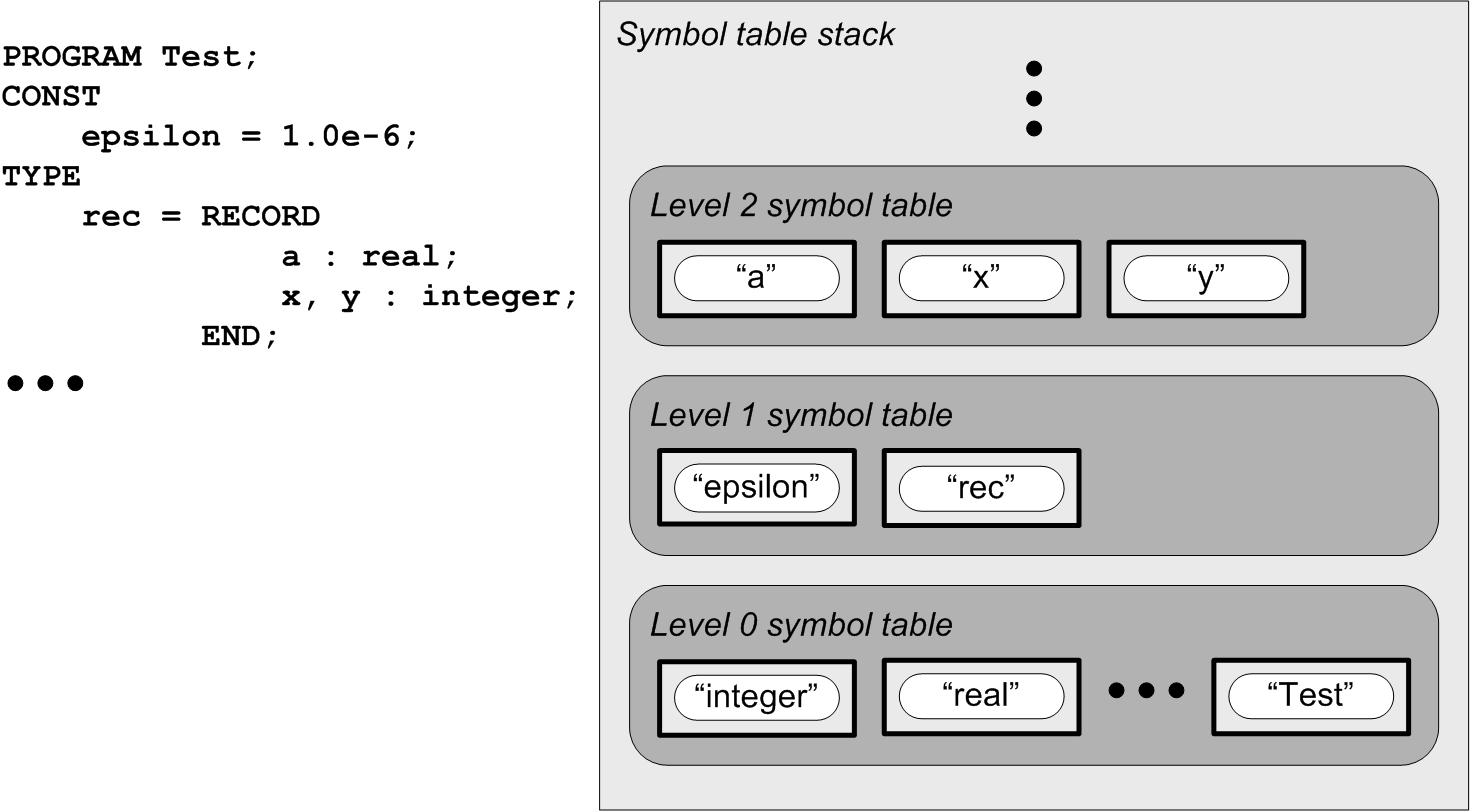 PROGRAM Test;
CONST
    epsilon = 1.0e-6;
TYPE
    rec = RECORD
              a : real;
              x, y : integer;
          END;
•••
Symbol table stack
Level 2 symbol table
“a” “x” “y”
Level 1 symbol table
“epsilon” “rec”
Level 0 symbol table
“integer” “real” ••• “Test”